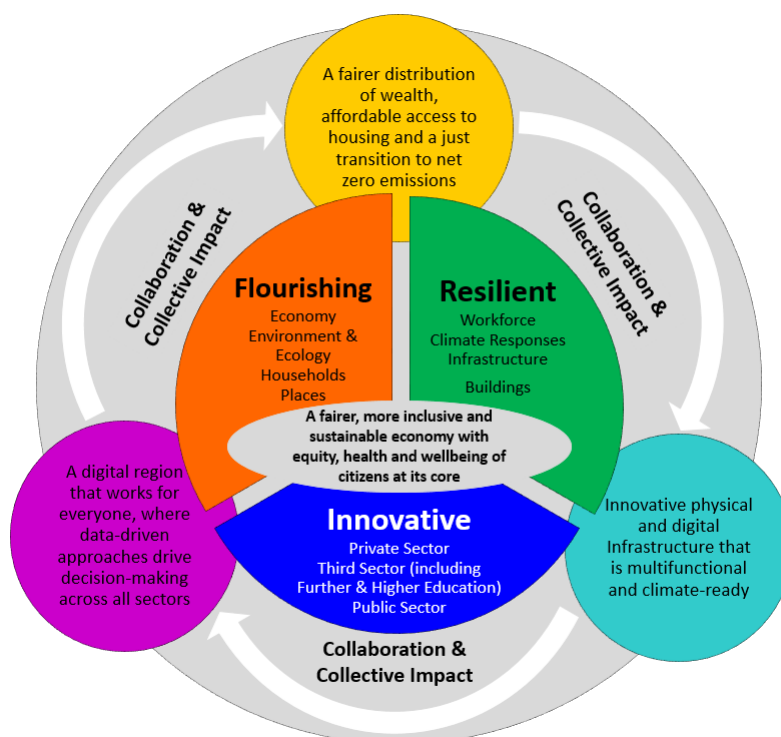 A fairer distribution
of wealth,
affordable access to
housing and a just
transition to net
zero emissions
Collaboration &
Collective Impact
Collaboration &
Collective Impact
Flourishing
Economy
Environment &
Ecology
Households
Places
Resilient
Workforce
Climate Responses
Infrastructure
Buildings
A fairer, more inclusive and
sustainable economy with
equity, health and wellbeing of
citizens at its core
A digital region
that works for
everyone, where
data-driven
approaches drive
decision-making
across all sectors
Innovative
Private Sector
Third Sector (including
Further & Higher Education)
Public Sector
Innovative physical
and digital
Infrastructure that
is multifunctional
and climate-ready
Collaboration &
Collective Impact